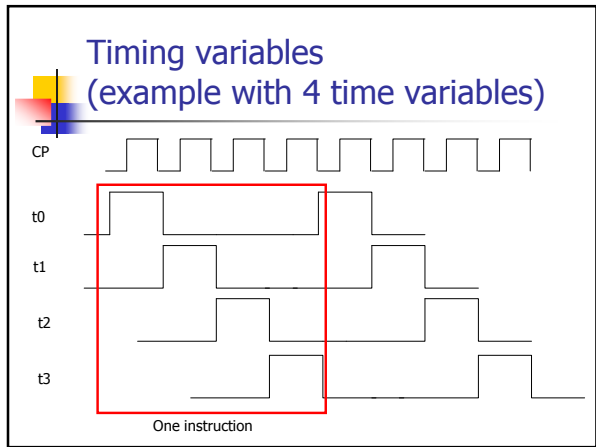 Timing variables
(example with 4 time variables)
CP
t0
t1
t2
t3
One instruction